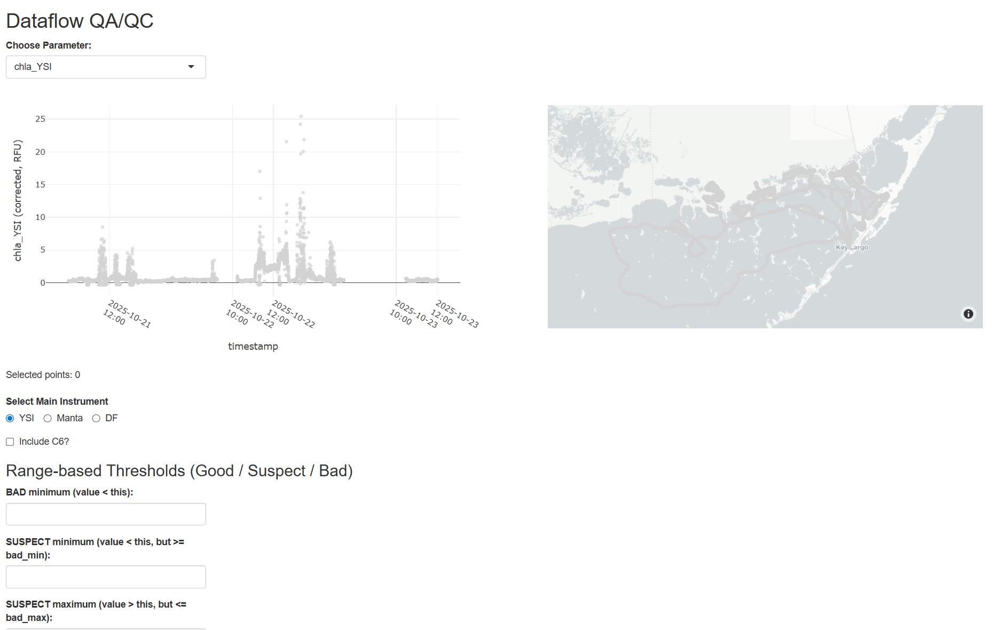 Dataflow QA/QC
Choose Parameter:
chla_YSI
25
20
15
10
5
0
chla_YSI (corrected, RFU)
2025-10-21
12:00
2025-10-22
10:00
2025-10-22
12:00
2025-10-23
10:00
2025-10-23
12:00
timestamp
Key Largo
Selected points: 0
Select Main Instrument
YSI Manta DF
Include C6?
Range-based Thresholds (Good / Suspect / Bad)
BAD minimum (value < this):
SUSPECT minimum (value < this, but >=
bad_min):
SUSPECT maximum (value > this, but <=
bad_max):